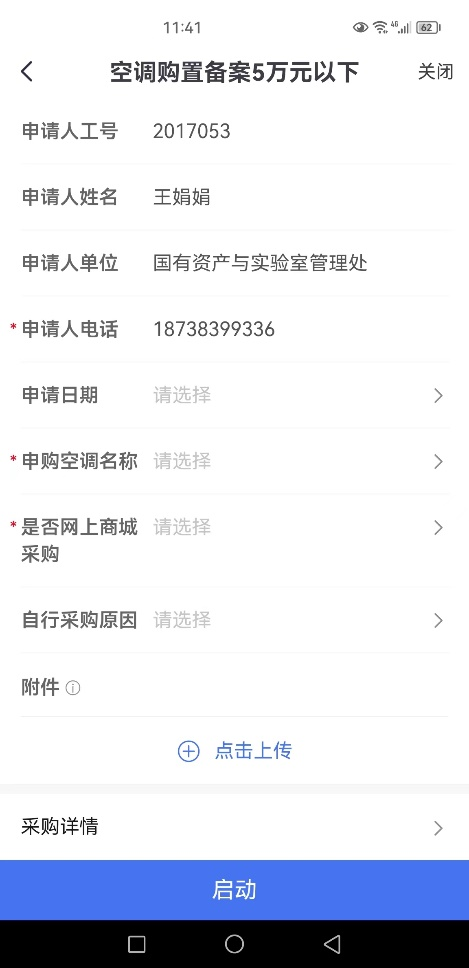 11:41
4G 62
空调购置备案5万元以下 关闭
申请人工号 2017053
申请人姓名 王娟娟
申请人单位 国有资产与实验室管理处
*申请人电话 18738399336
申请日期 请选择
*申购空调名称 请选择
*是否网上商城 请选择
采购
自行采购原因 请选择
附件
点击上传
采购详情
启动